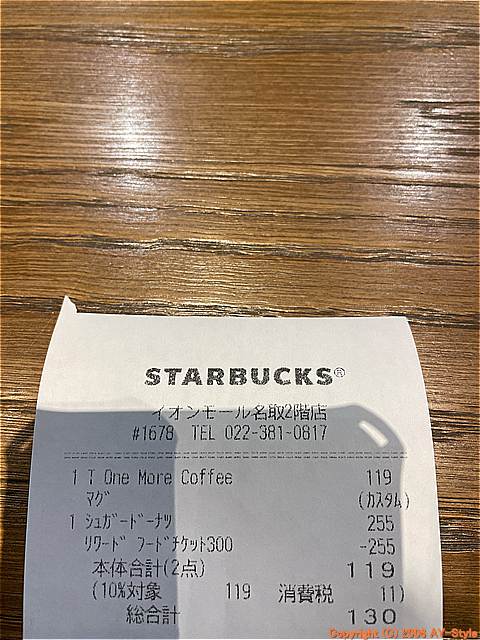 STARBUCKS®
イオンモール名取2階店
#1678 TEL 022-381-0817
1 T One More Coffee 119
マグ (カスタム)
1 シュガードーナツ 255
リワード フードチケット300 -255
本体合計(2点) 119
(10%対象 119 消費税 11)
総合計 130
Copyright (C) 2006 AY-Style